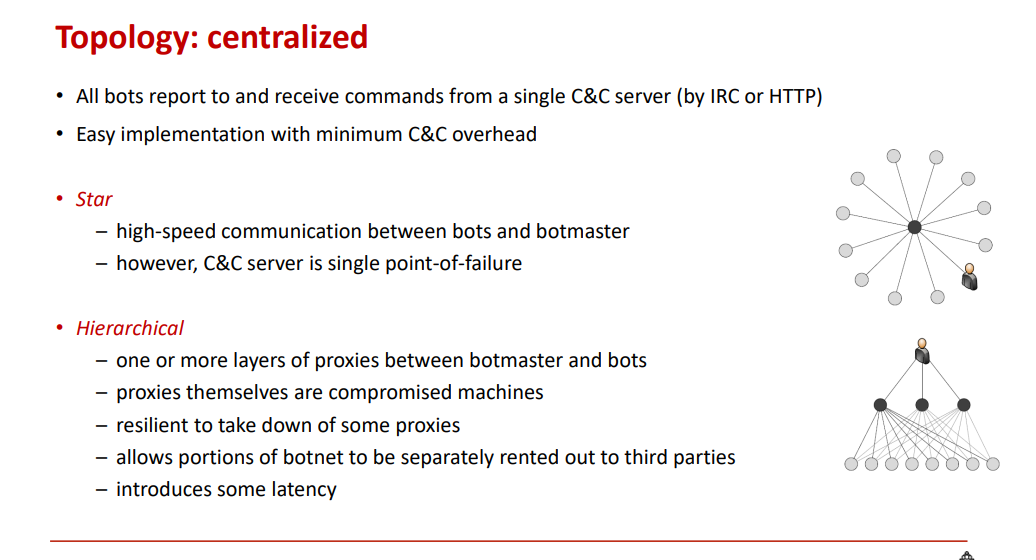 Topology: centralized
• All bots report to and receive commands from a single C&C server (by IRC or HTTP)
• Easy implementation with minimum C&C overhead
• Star
– high-speed communication between bots and botmaster
– however, C&C server is single point-of-failure
• Hierarchical
– one or more layers of proxies between botmaster and bots
– proxies themselves are compromised machines
– resilient to take down of some proxies
– allows portions of botnet to be separately rented out to third parties
– introduces some latency